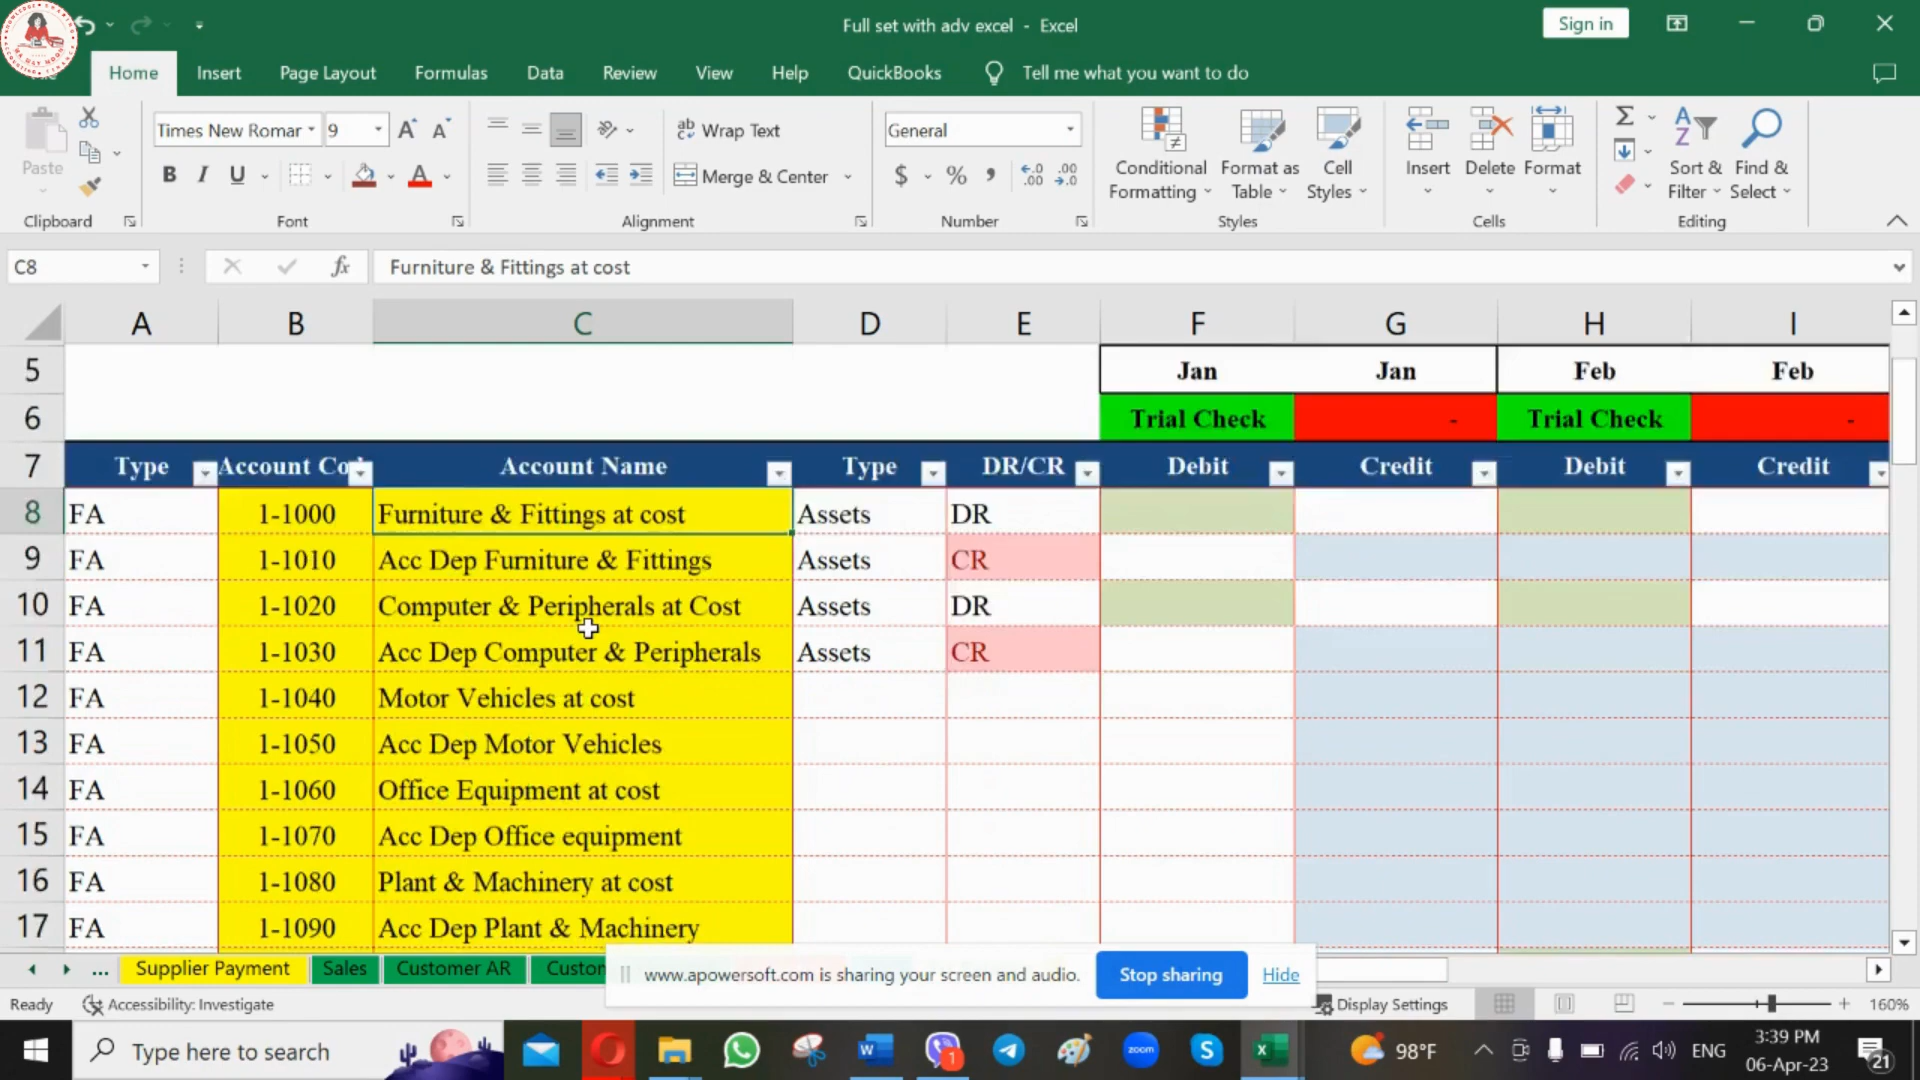 Full set with adv excel - Excel
Sign in
Home Insert Page Layout Formulas Data Review View Help QuickBooks Tell me what you want to do
Paste
Times New Romar 9
Wrap Text
General
Merge & Center
Conditional Formatting
Format as Table
Cell Styles
Insert Delete Format
Sort & Filter
Find & Select
Clipboard Font Alignment Number Styles Cells Editing
C8 fx Furniture & Fittings at cost
A B C D E F G H I
5 Jan Jan Feb Feb
6 Trial Check - Trial Check -
7 Type Account Co Account Name Type DR/CR Debit Credit Debit Credit
8 FA 1-1000 Furniture & Fittings at cost Assets DR
9 FA 1-1010 Acc Dep Furniture & Fittings Assets CR
10 FA 1-1020 Computer & Peripherals at Cost Assets DR
11 FA 1-1030 Acc Dep Computer & Peripherals Assets CR
12 FA 1-1040 Motor Vehicles at cost
13 FA 1-1050 Acc Dep Motor Vehicles
14 FA 1-1060 Office Equipment at cost
15 FA 1-1070 Acc Dep Office equipment
16 FA 1-1080 Plant & Machinery at cost
17 FA 1-1090 Acc Dep Plant & Machinery
... Supplier Payment Sales Customer AR Custon
www.apowersoft.com is sharing your screen and audio. Stop sharing Hide
Ready Accessibility: Investigate Display Settings 160%
Type here to search
zoom
1
98°F
ENG
3:39 PM
06-Apr-23
21